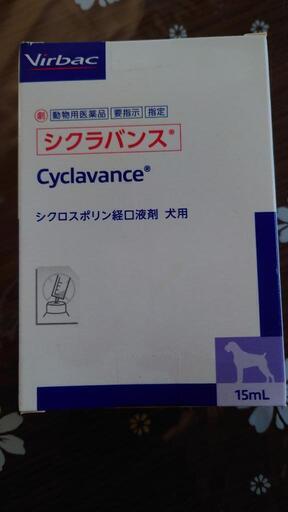 Virbac
劇 動物用医薬品 要指示 指定
シクラバンス®
Cyclavance®
シクロスポリン経口液剤 犬用
15mL